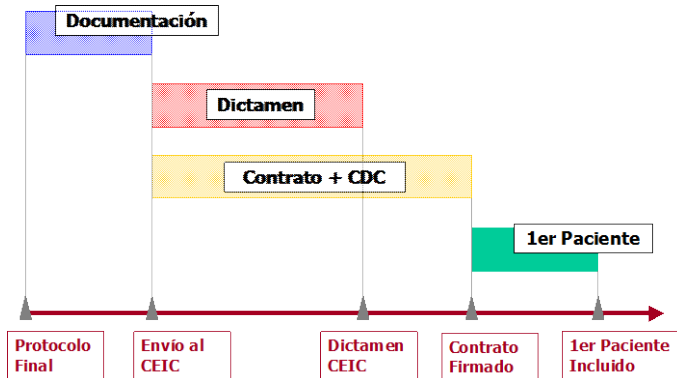 Documentación
Dictamen
Contrato + CDC
1er Paciente
Protocolo
Final
Envío al
CEIC
Dictamen
CEIC
Contrato
Firmado
1er Paciente
Incluido